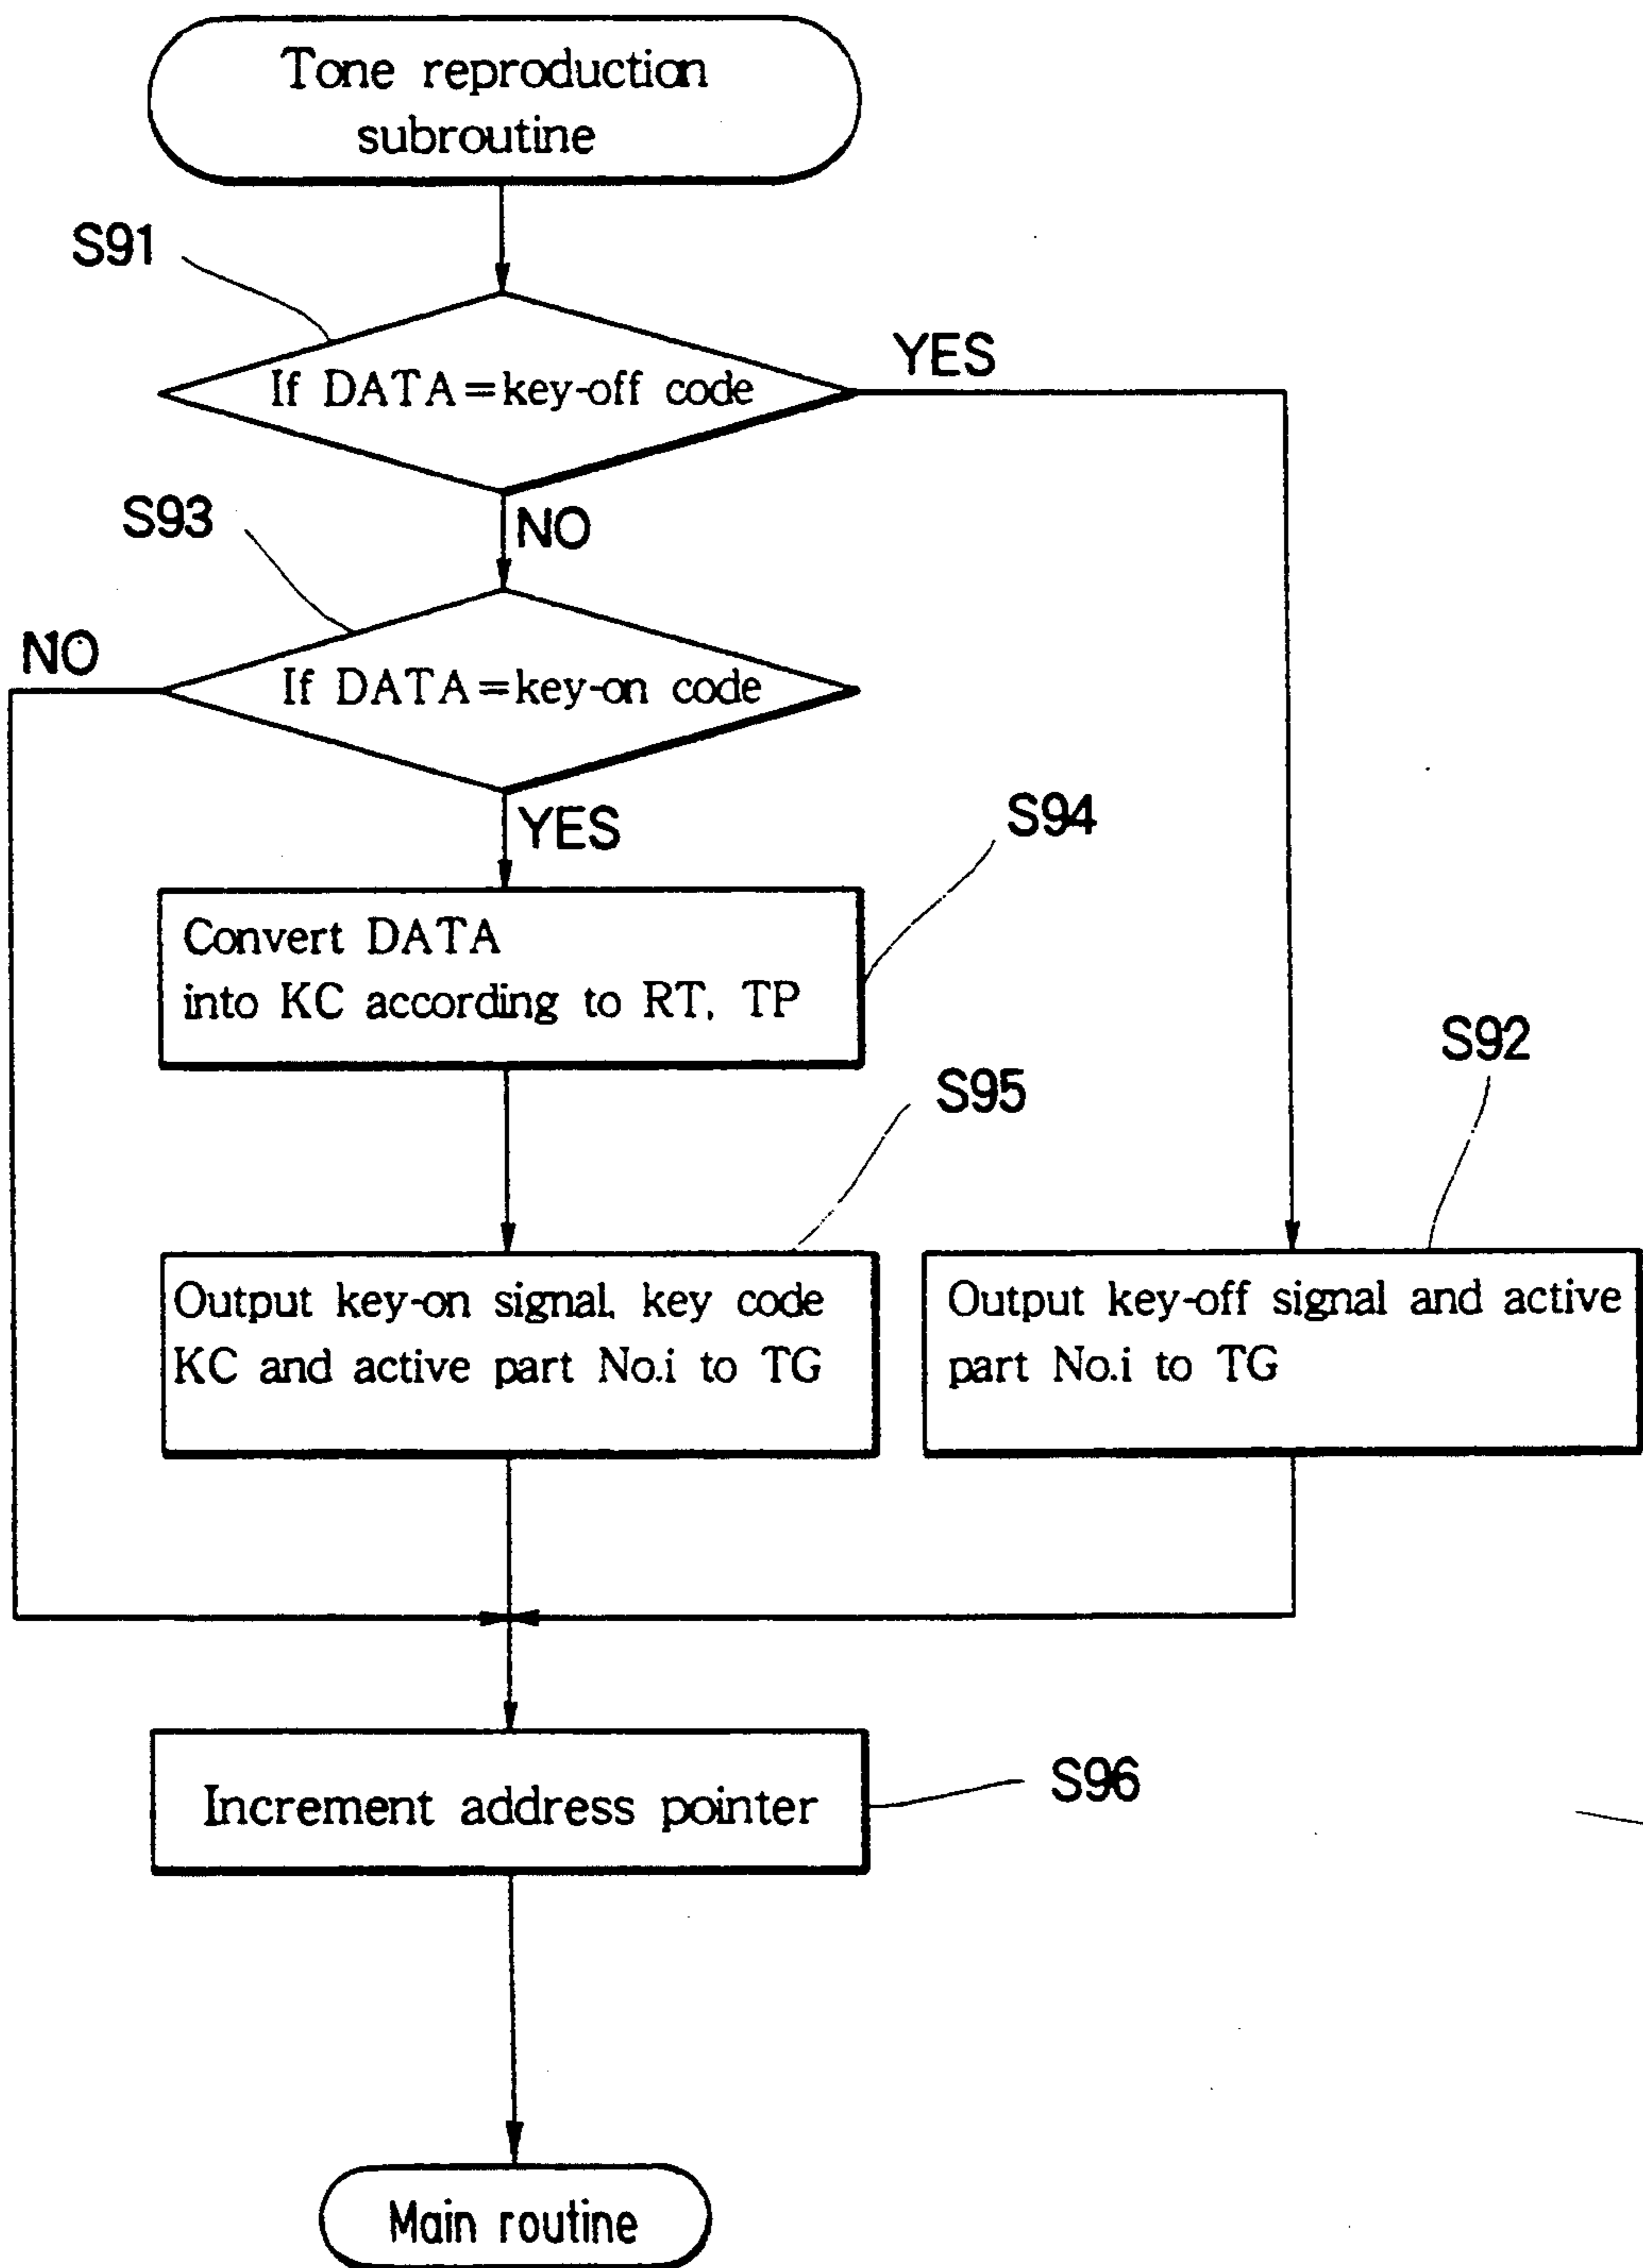 Tone reproduction
subroutine
S91
If DATA=key-off code
YES
NO
S93
NO
If DATA=key-on code
YES
S94
Convert DATA
into KC according to RT, TP
S92
S95
Output key-on signal, key code
KC and active part No.i to TG
Output key-off signal and active
part No.i to TG
Increment address pointer
S96
Main routine